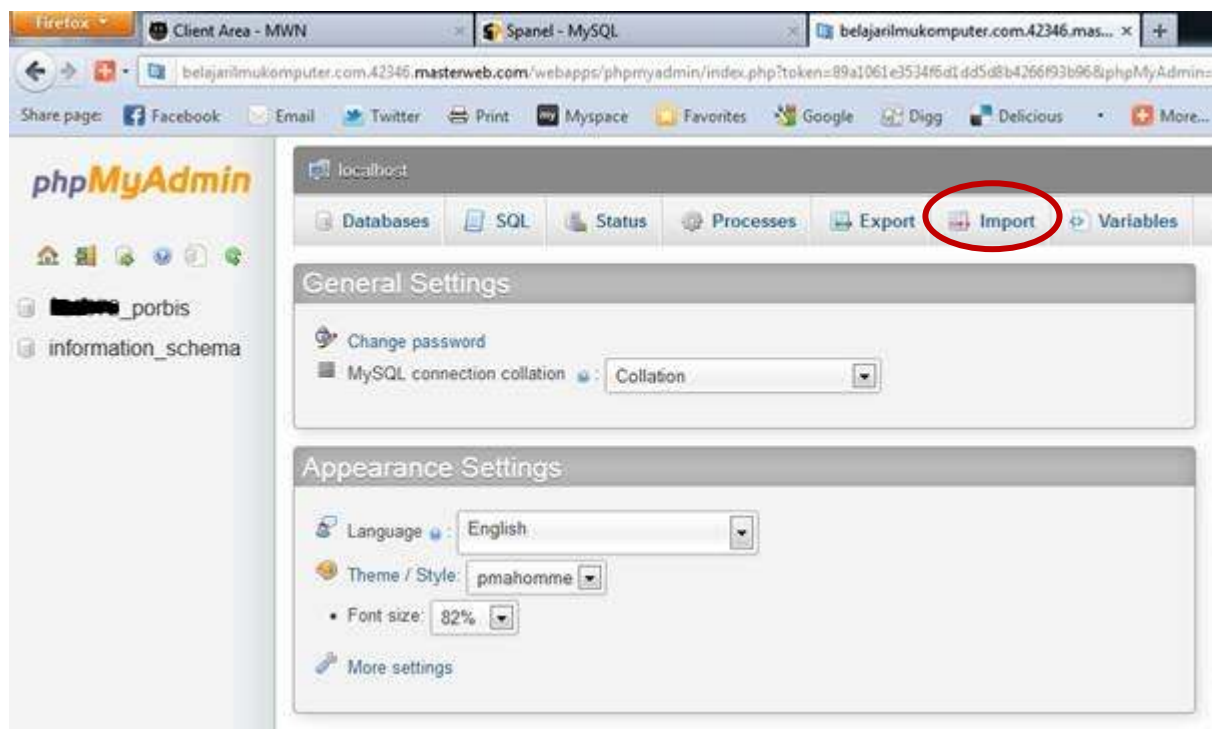 Firefox
Client Area - MWN
Spanel - MySQL
belajarilmukomputer.com.42346.mas...
belajarilmukomputer.com.42346.masterweb.com/webapps/phpmyadmin/index.php?token=89a1061e3534f6d1dd5d8b4266f93b96&phpMyAdmin=
Share page: Facebook Email Twitter Print Myspace Favorites Google Digg Delicious More...
phpMyAdmin
localhost
Databases SQL Status Processes Export Import Variables
_porbis
information_schema
General Settings
Change password
MySQL connection collation : Collation
Appearance Settings
Language : English
Theme / Style: pmahomme
• Font size: 82%
More settings